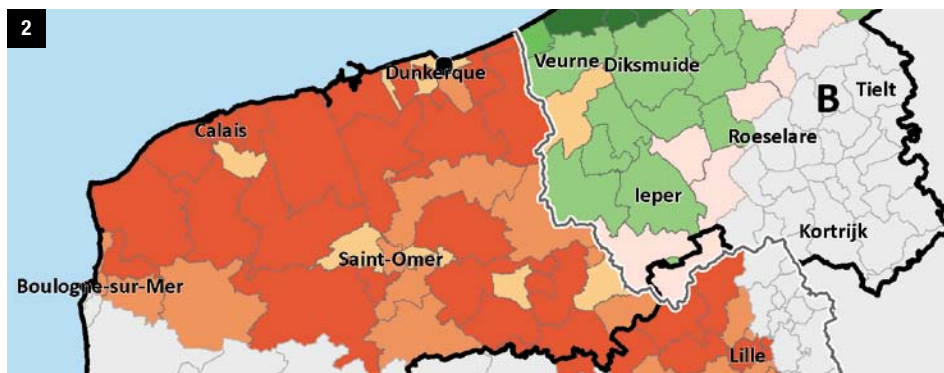 2
Dunkerque
Veurne Diksmuide
B
Tielt
Calais
Roeselare
Ieper
Kortrijk
Saint-Omer
Boulogne-sur-Mer
Lille